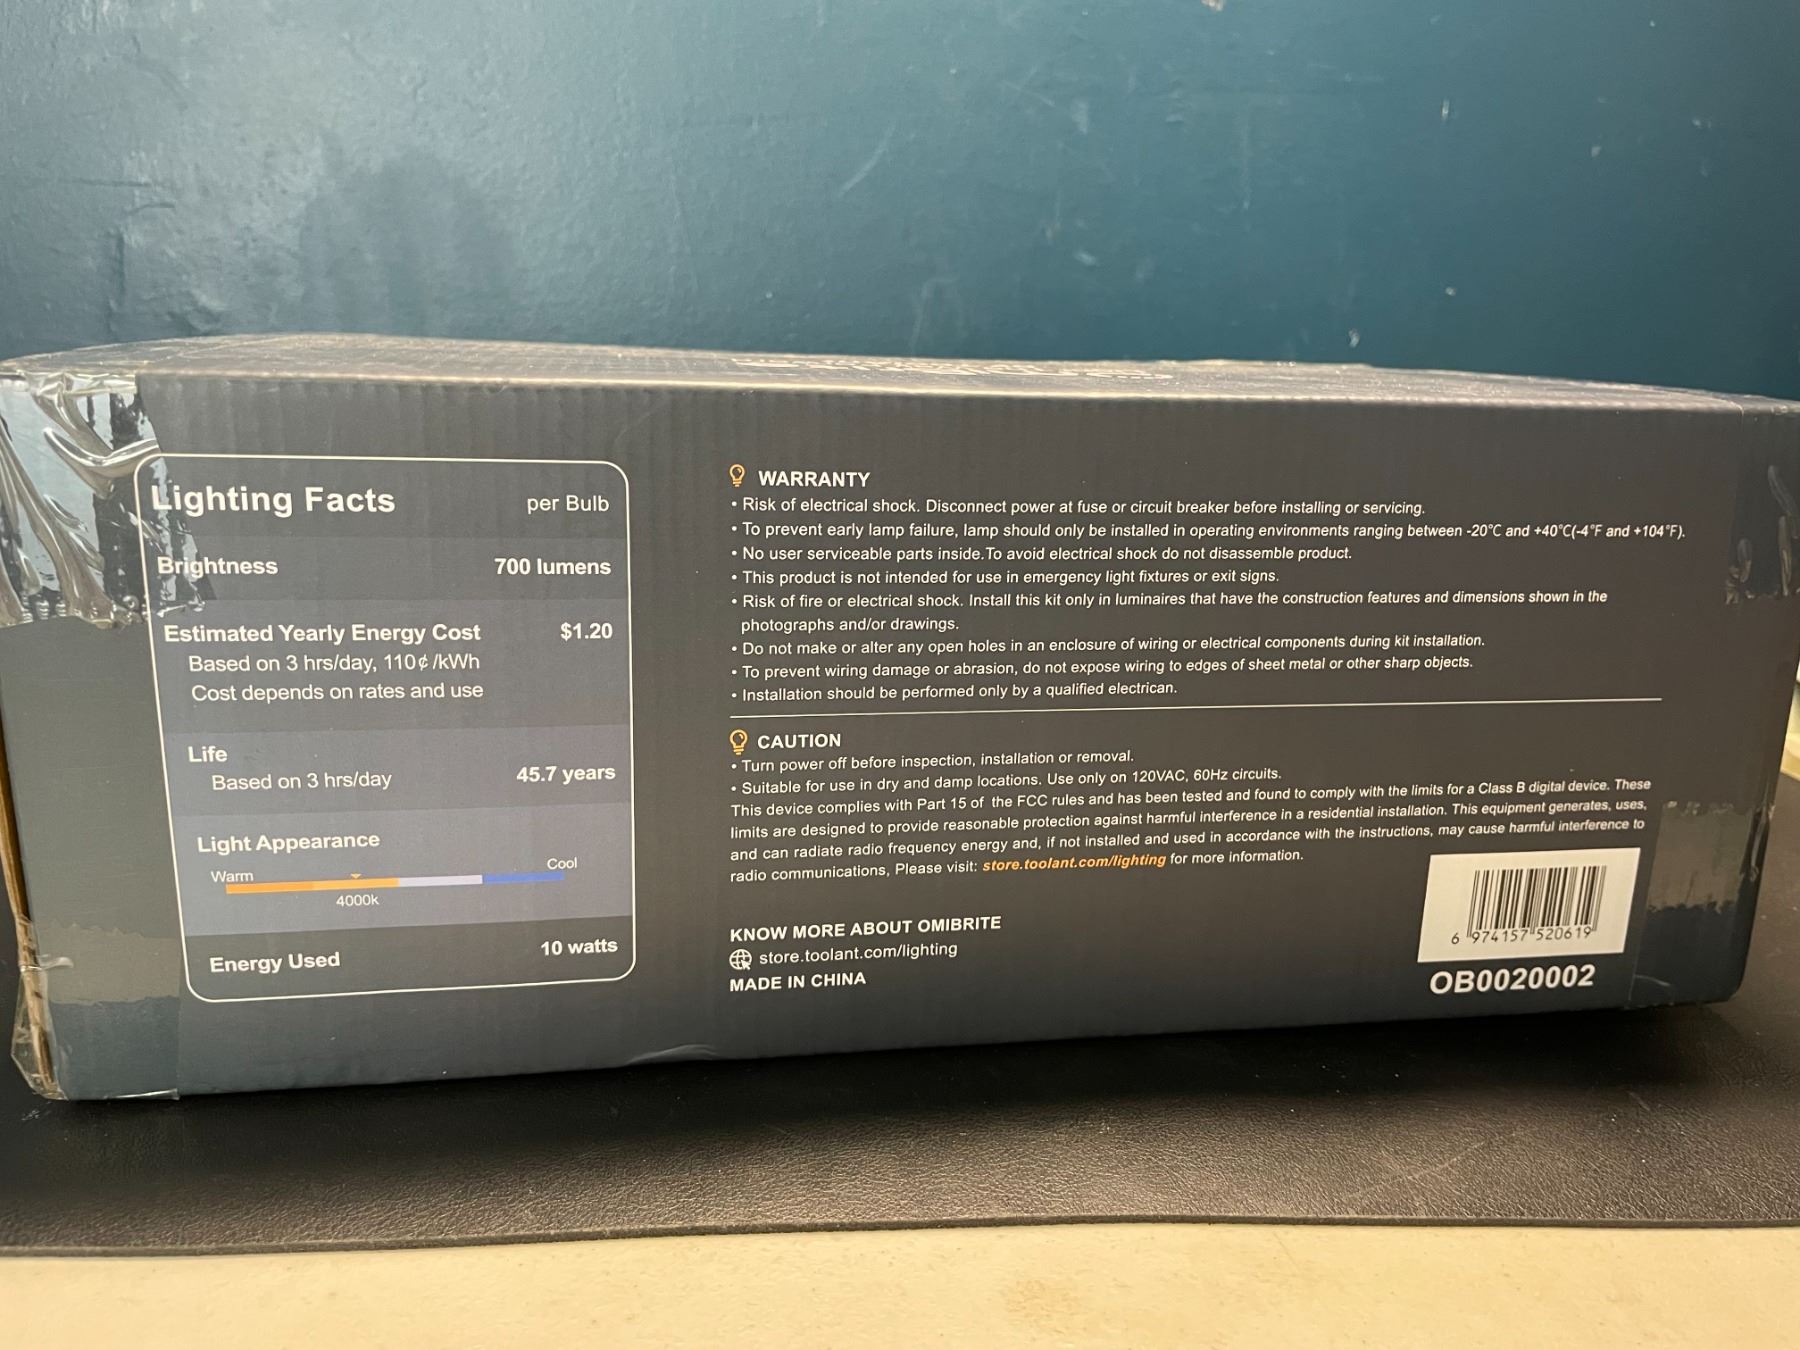 Lighting Facts per Bulb
Brightness 700 lumens
Estimated Yearly Energy Cost $1.20
Based on 3 hrs/day, 110¢/kWh
Cost depends on rates and use
Life
Based on 3 hrs/day 45.7 years
Light Appearance
Warm Cool
4000k
Energy Used 10 watts
WARRANTY
• Risk of electrical shock. Disconnect power at fuse or circuit breaker before installing or servicing.
• To prevent early lamp failure, lamp should only be installed in operating environments ranging between -20°C and +40°C(-4°F and +104°F).
• No user serviceable parts inside.To avoid electrical shock do not disassemble product.
• This product is not intended for use in emergency light fixtures or exit signs.
• Risk of fire or electrical shock. Install this kit only in luminaires that have the construction features and dimensions shown in the
photographs and/or drawings.
• Do not make or alter any open holes in an enclosure of wiring or electrical components during kit installation.
• To prevent wiring damage or abrasion, do not expose wiring to edges of sheet metal or other sharp objects.
• Installation should be performed only by a qualified electrican.
CAUTION
• Turn power off before inspection, installation or removal.
• Suitable for use in dry and damp locations. Use only on 120VAC, 60Hz circuits.
This device complies with Part 15 of the FCC rules and has been tested and found to comply with the limits for a Class B digital device. These
limits are designed to provide reasonable protection against harmful interference in a residential installation. This equipment generates, uses,
and can radiate radio frequency energy and, if not installed and used in accordance with the instructions, may cause harmful interference to
radio communications, Please visit: store.toolant.com/lighting for more information.
KNOW MORE ABOUT OMIBRITE
store.toolant.com/lighting
MADE IN CHINA
6 974157 520619
OB0020002